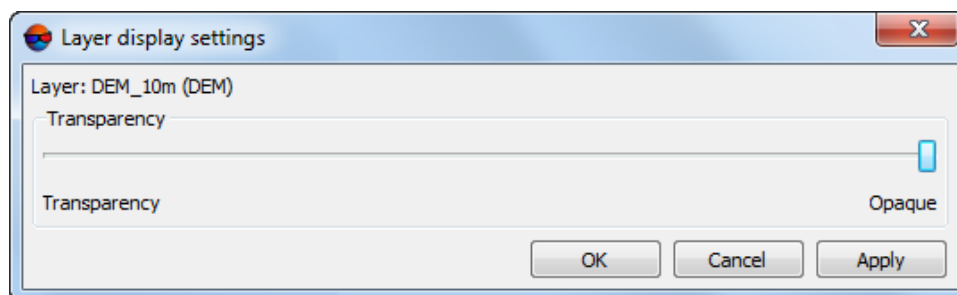 Layer display settings
Layer: DEM_10m (DEM)
Transparency
Transparency Opaque
OK Cancel Apply